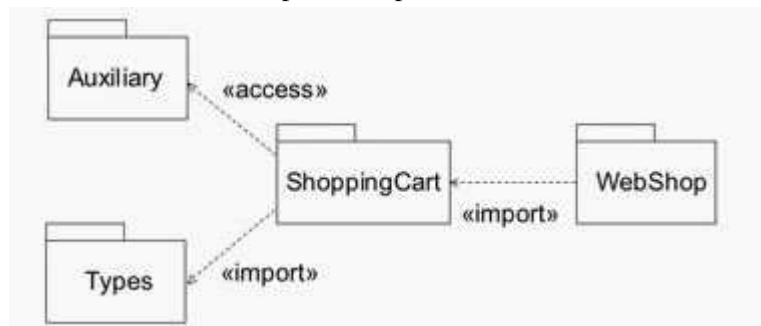 Auxiliary
«access»
ShoppingCart
WebShop
«import»
Types
«import»